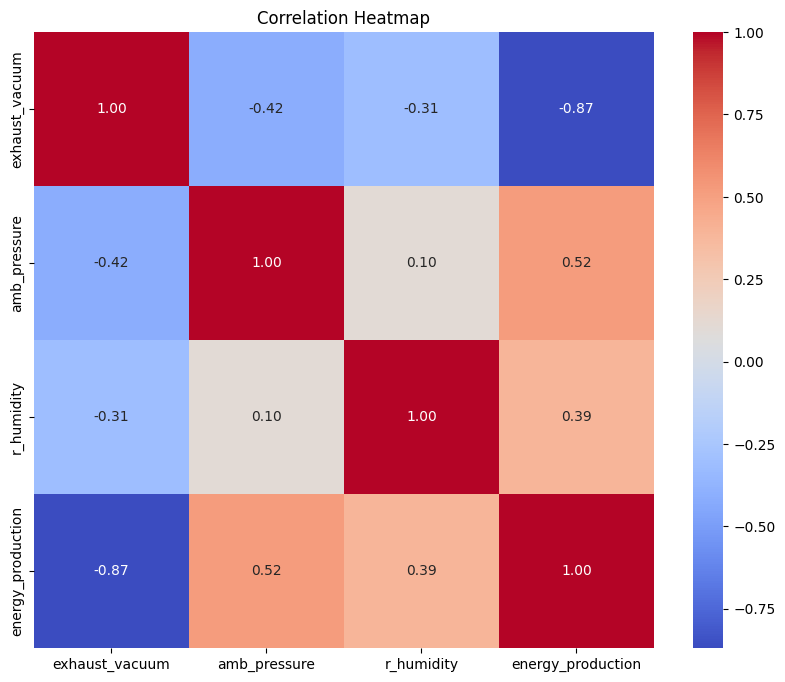 Correlation Heatmap
exhaust_vacuum
1.00
-0.42
-0.31
-0.87
amb_pressure
-0.42
1.00
0.10
0.52
r_humidity
-0.31
0.10
1.00
0.39
energy_production
-0.87
0.52
0.39
1.00
exhaust_vacuum
amb_pressure
r_humidity
energy_production
1.00
0.75
0.50
0.25
0.00
−0.25
−0.50
−0.75